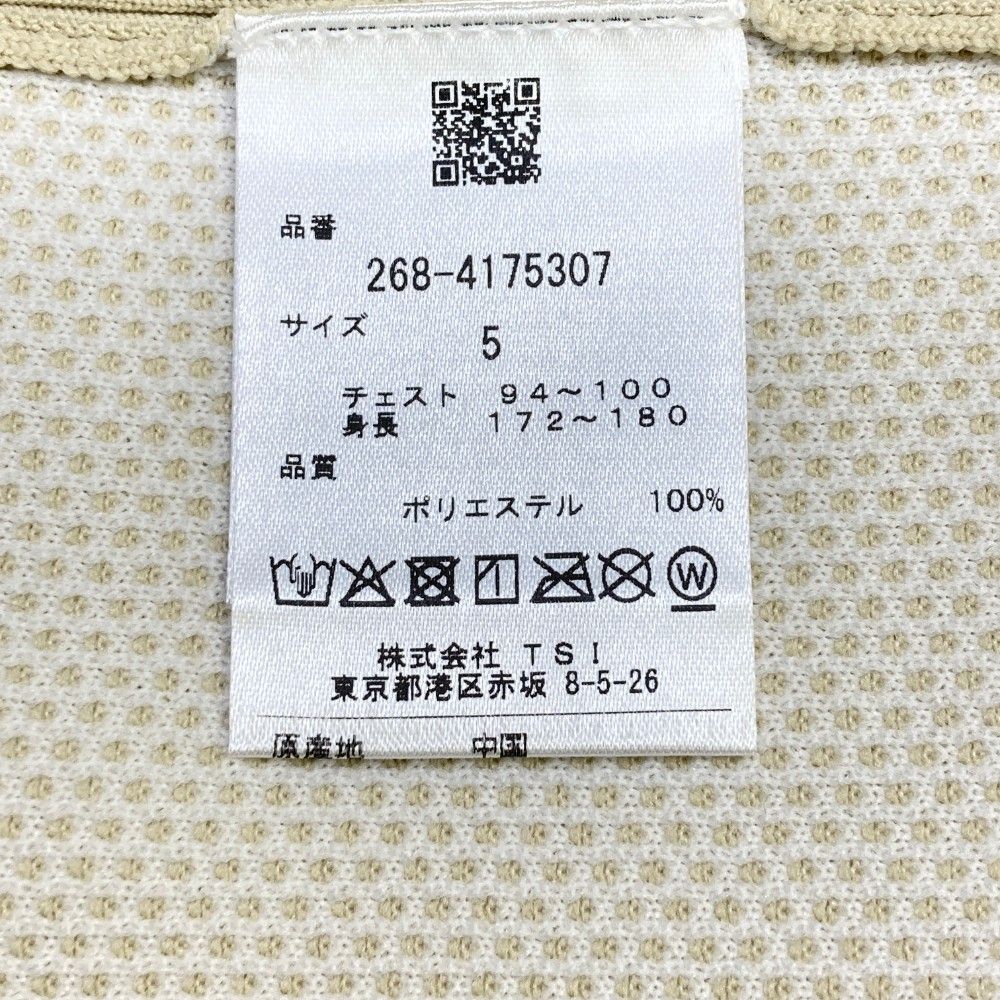 品番
268-4175307
サイズ 5
チェスト 94～100
身長 172～180
品質
ポリエステル 100%
W
株式会社 TSI
東京都港区赤坂 8-5-26
原産地 中国